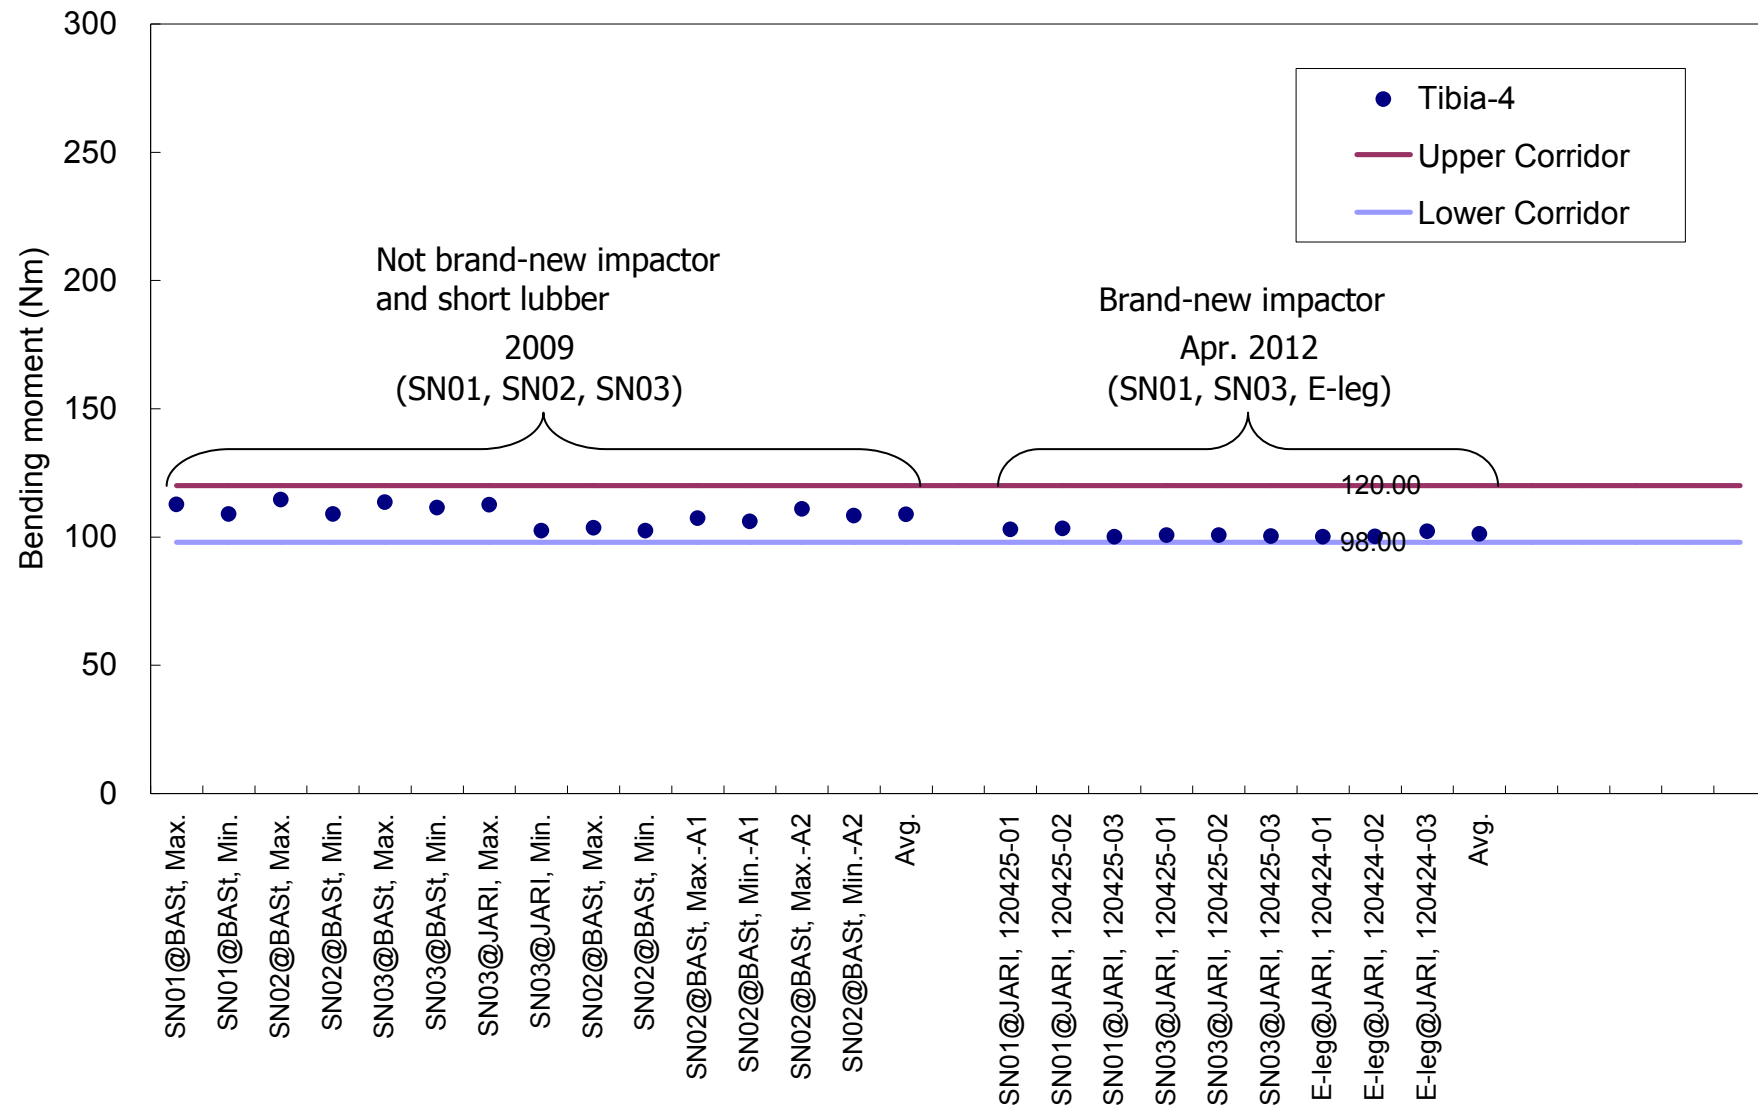 300
250
200
150
100
50
0
Bending moment (Nm)
Tibia-4
Upper Corridor
Lower Corridor
Not brand-new impactor
and short lubber
2009
(SN01, SN02, SN03)
Brand-new impactor
Apr. 2012
(SN01, SN03, E-leg)
120.00
98.00
SN01@BASt, Max.
SN01@BASt, Min.
SN02@BASt, Max.
SN02@BASt, Min.
SN03@BASt, Max.
SN03@BASt, Min.
SN03@JARI, Max.
SN03@JARI, Min.
SN02@BASt, Max.
SN02@BASt, Min.
SN02@BASt, Max.-A1
SN02@BASt, Min.-A1
SN02@BASt, Max.-A2
SN02@BASt, Min.-A2
Avg.
SN01@JARI, 120425-01
SN01@JARI, 120425-02
SN01@JARI, 120425-03
SN03@JARI, 120425-01
SN03@JARI, 120425-02
SN03@JARI, 120425-03
E-leg@JARI, 120424-01
E-leg@JARI, 120424-02
E-leg@JARI, 120424-03
Avg.